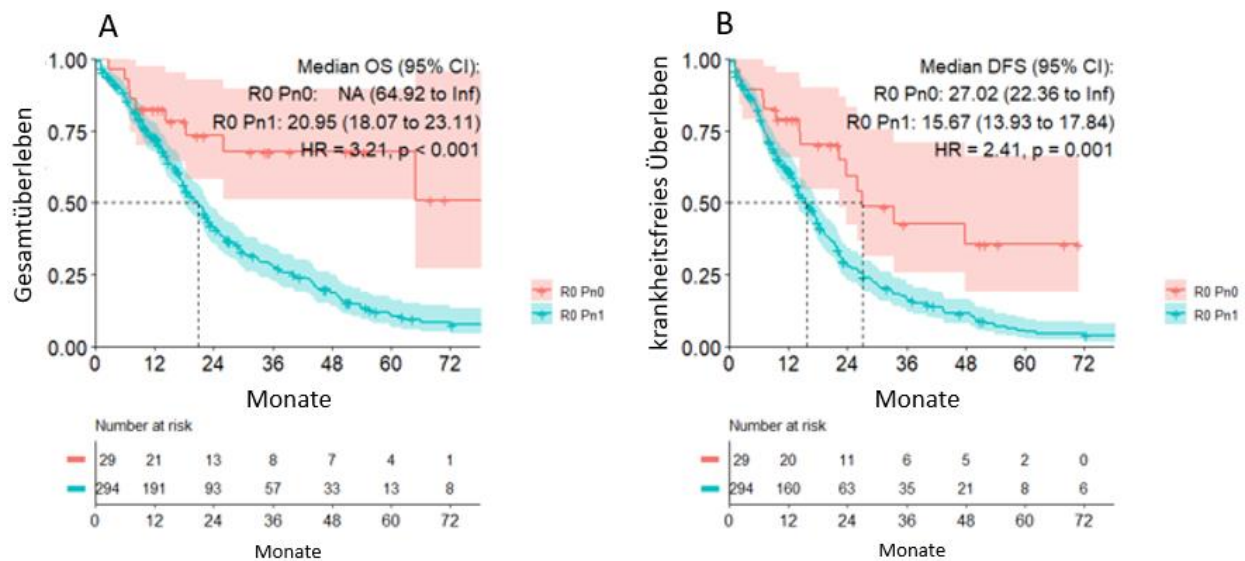 A
Gesamtüberleben
1.00
0.75
0.50
0.25
0.00
Median OS (95% CI):
R0 Pn0: NA (64.92 to Inf)
R0 Pn1: 20.95 (18.07 to 23.11)
HR = 3.21, p < 0.001
R0 Pn0
R0 Pn1
0 12 24 36 48 60 72
Monate
Number at risk
29 21 13 8 7 4 1
294 191 93 57 33 13 8
0 12 24 36 48 60 72
Monate
B
krankheitsfreies Überleben
1.00
0.75
0.50
0.25
0.00
Median DFS (95% CI):
R0 Pn0: 27.02 (22.36 to Inf)
R0 Pn1: 15.67 (13.93 to 17.84)
HR = 2.41, p = 0.001
R0 Pn0
R0 Pn1
0 12 24 36 48 60 72
Monate
Number at risk
29 20 11 6 5 2 0
294 160 63 35 21 8 6
0 12 24 36 48 60 72
Monate